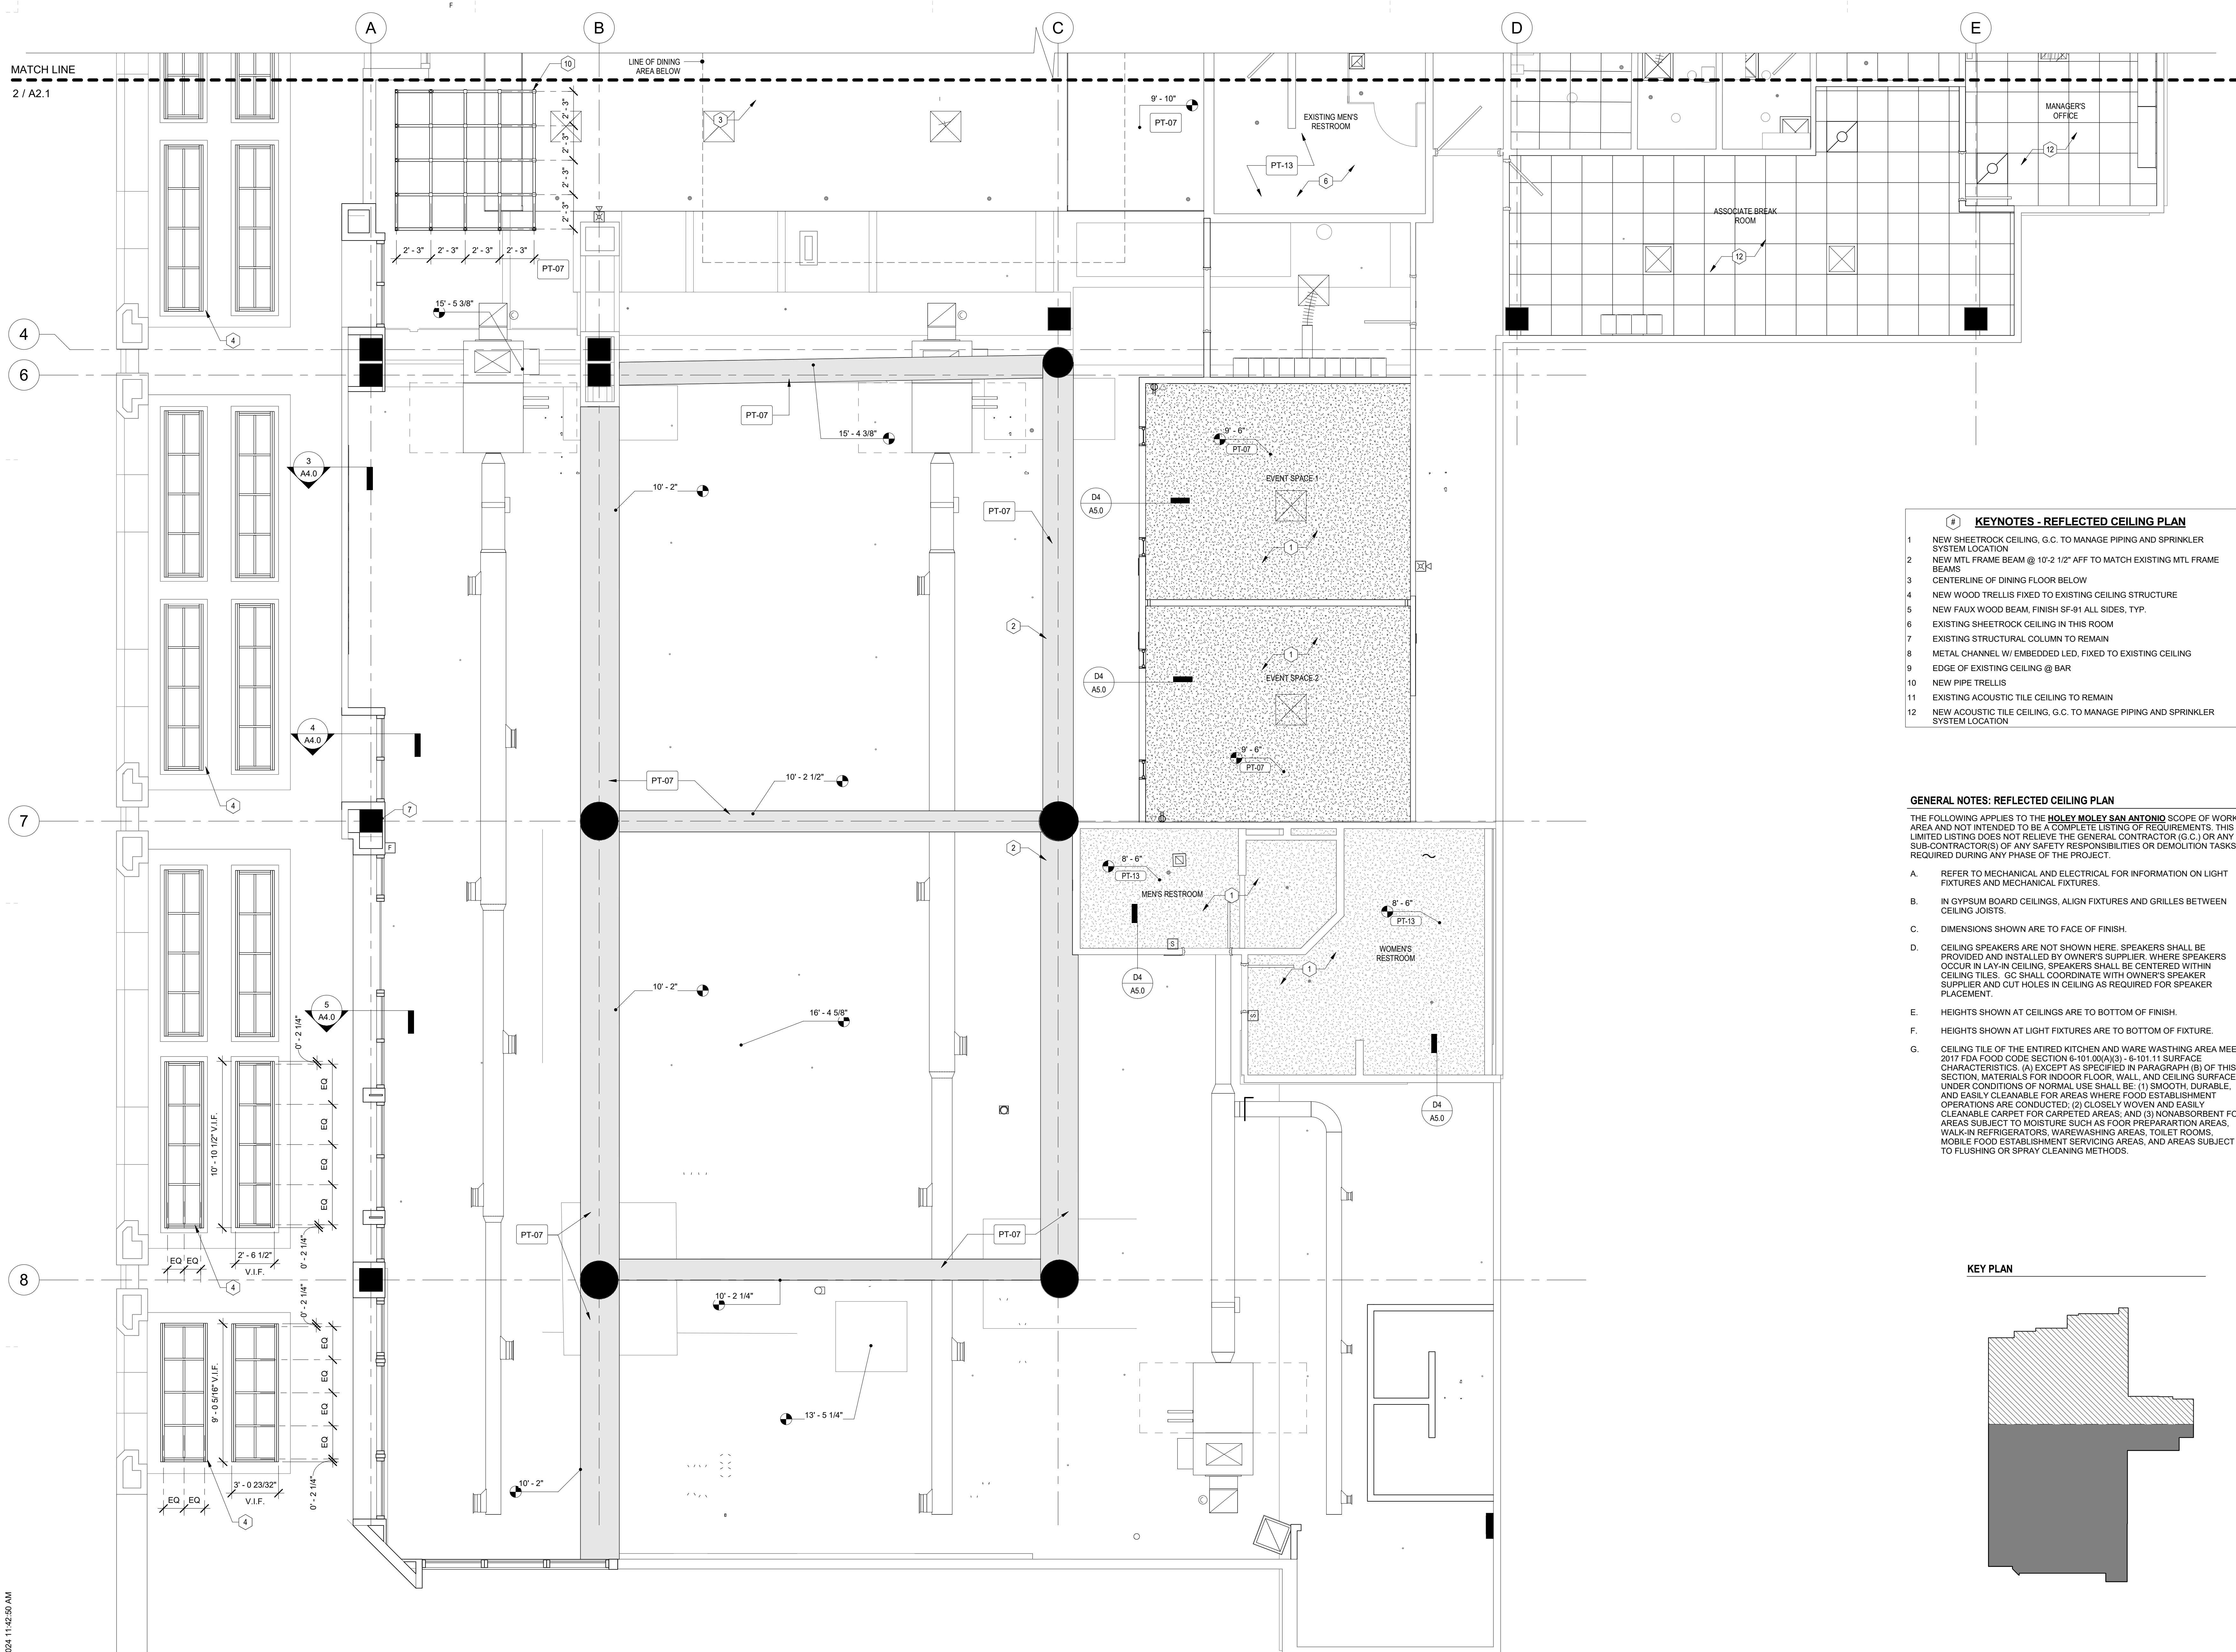 F
A
B
C
D
E
MATCH LINE
2 / A2.1
LINE OF DINING
AREA BELOW
10
3
9' - 10"
PT-07
EXISTING MEN'S
RESTROOM
PT-13
6
MANAGER'S
OFFICE
12
ASSOCIATE BREAK
ROOM
12
2' - 3"
2' - 3"
2' - 3"
2' - 3"
2' - 3"
2' - 3"
2' - 3"
2' - 3"
PT-07
15' - 5 3/8"
4
4
6
PT-07
15' - 4 3/8"
9' - 6"
PT-07
EVENT SPACE 1
3
A4.0
10' - 2"
PT-07
D4
A5.0
1
2
1
EVENT SPACE 2
D4
A5.0
4
A4.0
9' - 6"
PT-07
PT-07
10' - 2 1/2"
4
7
7
F
2
8' - 6"
PT-13
MEN'S RESTROOM
1
8' - 6"
PT-13
S
WOMEN'S
RESTROOM
1
D4
A5.0
10' - 2"
5
A4.0
16' - 4 5/8"
S
0' - 2 1/4"
EQ
EQ
EQ
EQ
10' - 10 1/2" V.I.F.
D4
A5.0
0' - 2 1/4"
PT-07
PT-07
EQ
EQ
2' - 6 1/2"
V.I.F.
4
8
0' - 2 1/4"
10' - 2 1/4"
EQ
EQ
EQ
EQ
9' - 0 5/16" V.I.F.
13' - 5 1/4"
10' - 2"
0' - 2 1/4"
EQ
EQ
3' - 0 23/32"
V.I.F.
4
024 11:42:50 AM
# KEYNOTES - REFLECTED CEILING PLAN
1 NEW SHEETROCK CEILING, G.C. TO MANAGE PIPING AND SPRINKLER
SYSTEM LOCATION
2 NEW MTL FRAME BEAM @ 10'-2 1/2" AFF TO MATCH EXISTING MTL FRAME
BEAMS
3 CENTERLINE OF DINING FLOOR BELOW
4 NEW WOOD TRELLIS FIXED TO EXISTING CEILING STRUCTURE
5 NEW FAUX WOOD BEAM, FINISH SF-91 ALL SIDES, TYP.
6 EXISTING SHEETROCK CEILING IN THIS ROOM
7 EXISTING STRUCTURAL COLUMN TO REMAIN
8 METAL CHANNEL W/ EMBEDDED LED, FIXED TO EXISTING CEILING
9 EDGE OF EXISTING CEILING @ BAR
10 NEW PIPE TRELLIS
11 EXISTING ACOUSTIC TILE CEILING TO REMAIN
12 NEW ACOUSTIC TILE CEILING, G.C. TO MANAGE PIPING AND SPRINKLER
SYSTEM LOCATION
GENERAL NOTES: REFLECTED CEILING PLAN
THE FOLLOWING APPLIES TO THE HOLEY MOLEY SAN ANTONIO SCOPE OF WORK
AREA AND NOT INTENDED TO BE A COMPLETE LISTING OF REQUIREMENTS. THIS
LIMITED LISTING DOES NOT RELIEVE THE GENERAL CONTRACTOR (G.C.) OR ANY
SUB-CONTRACTOR(S) OF ANY SAFETY RESPONSIBILITIES OR DEMOLITION TASKS
REQUIRED DURING ANY PHASE OF THE PROJECT.
A. REFER TO MECHANICAL AND ELECTRICAL FOR INFORMATION ON LIGHT
FIXTURES AND MECHANICAL FIXTURES.
B. IN GYPSUM BOARD CEILINGS, ALIGN FIXTURES AND GRILLES BETWEEN
CEILING JOISTS.
C. DIMENSIONS SHOWN ARE TO FACE OF FINISH.
D. CEILING SPEAKERS ARE NOT SHOWN HERE. SPEAKERS SHALL BE
PROVIDED AND INSTALLED BY OWNER'S SUPPLIER. WHERE SPEAKERS
OCCUR IN LAY-IN CEILING, SPEAKERS SHALL BE CENTERED WITHIN
CEILING TILES. GC SHALL COORDINATE WITH OWNER'S SPEAKER
SUPPLIER AND CUT HOLES IN CEILING AS REQUIRED FOR SPEAKER
PLACEMENT.
E. HEIGHTS SHOWN AT CEILINGS ARE TO BOTTOM OF FINISH.
F. HEIGHTS SHOWN AT LIGHT FIXTURES ARE TO BOTTOM OF FIXTURE.
G. CEILING TILE OF THE ENTIRED KITCHEN AND WARE WASTHING AREA MEE
2017 FDA FOOD CODE SECTION 6-101.00(A)(3) - 6-101.11 SURFACE
CHARACTERISTICS. (A) EXCEPT AS SPECIFIED IN PARAGRAPH (B) OF THIS
SECTION, MATERIALS FOR INDOOR FLOOR, WALL, AND CEILING SURFACE
UNDER CONDITIONS OF NORMAL USE SHALL BE: (1) SMOOTH, DURABLE,
AND EASILY CLEANABLE FOR AREAS WHERE FOOD ESTABLISHMENT
OPERATIONS ARE CONDUCTED; (2) CLOSELY WOVEN AND EASILY
CLEANABLE CARPET FOR CARPETED AREAS; AND (3) NONABSORBENT FO
AREAS SUBJECT TO MOISTURE SUCH AS FOOR PREPARARTION AREAS,
WALK-IN REFRIGERATORS, WAREWASHING AREAS, TOILET ROOMS,
MOBILE FOOD ESTABLISHMENT SERVICING AREAS, AND AREAS SUBJECT
TO FLUSHING OR SPRAY CLEANING METHODS.
KEY PLAN